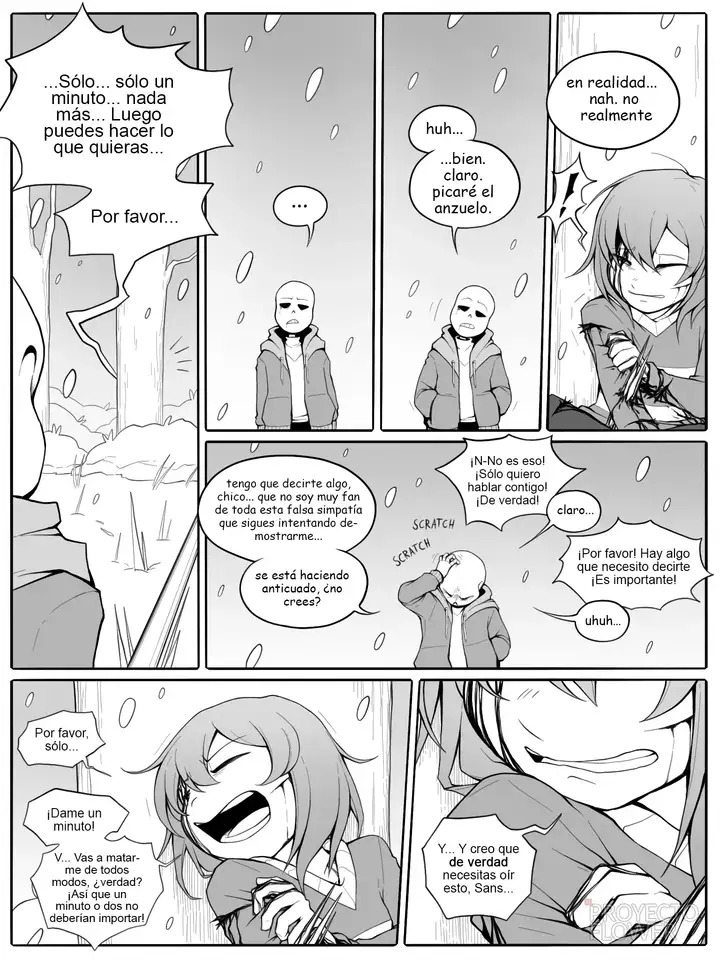 ...Sólo... sólo un
minuto... nada
más... Luego
puedes hacer lo
que quieras...
Por favor...
...
huh...
...bien.
claro.
picaré el
anzuelo.
en realidad...
nah. no
realmente
!
tengo que decirte algo,
chico... que no soy muy fan
de toda esta falsa simpatía
que sigues intentando de-
mostrarme...
se está haciendo
anticuado, ¿no
crees?
SCRATCH
SCRATCH
¡N-No es eso!
¡Sólo quiero
hablar contigo!
¡De verdad!
claro...
¡Por favor! Hay algo
que necesito decirte
¡Es importante!
uhuh...
Por favor,
sólo...
¡Dame un
minuto!
V... Vas a matar-
me de todos
modos, ¿verdad?
¡Así que un
minuto o dos no
deberían importar!
Y... Y creo que
de verdad
necesitas oír
esto, Sans...
PROYECTO
FLOWER